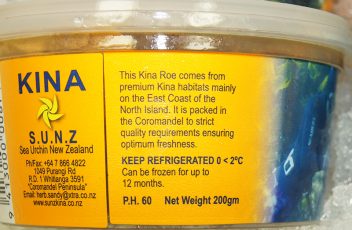 KINA
S.U.N.Z
Sea Urchin New Zealand
Ph/Fax: +64 7 866 4822
1049 Purangi Rd
R.D. 1 Whitianga 3591
"Coromandel Peninsula"
Email: herb.sandy@xtra.co.nz
www.sunzkina.co.nz
This Kina Roe comes from
premium Kina habitats mainly
on the East Coast of the
North Island. It is packed in
the Coromandel to strict
quality requirements ensuring
optimum freshness.
KEEP REFRIGERATED 0 < 2°C
Can be frozen for up to
12 months.
P.H. 60 Net Weight 200gm